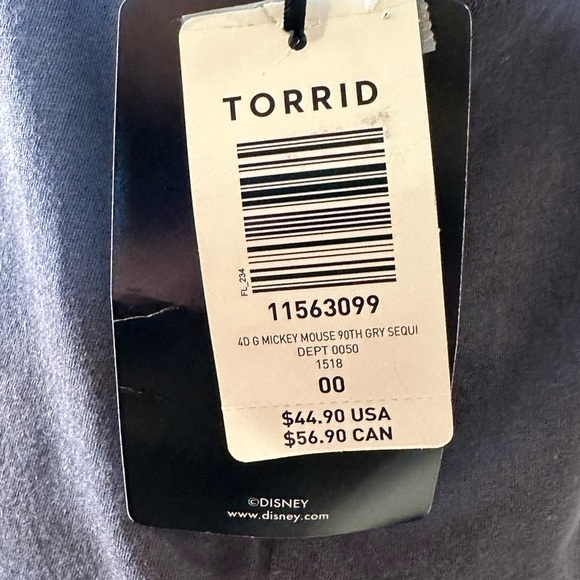 TORRID
FL_234
11563099
4D G MICKEY MOUSE 90TH GRY SEQUI
DEPT 0050
1518
00
$44.90 USA
$56.90 CAN
©DISNEY
www.disney.com